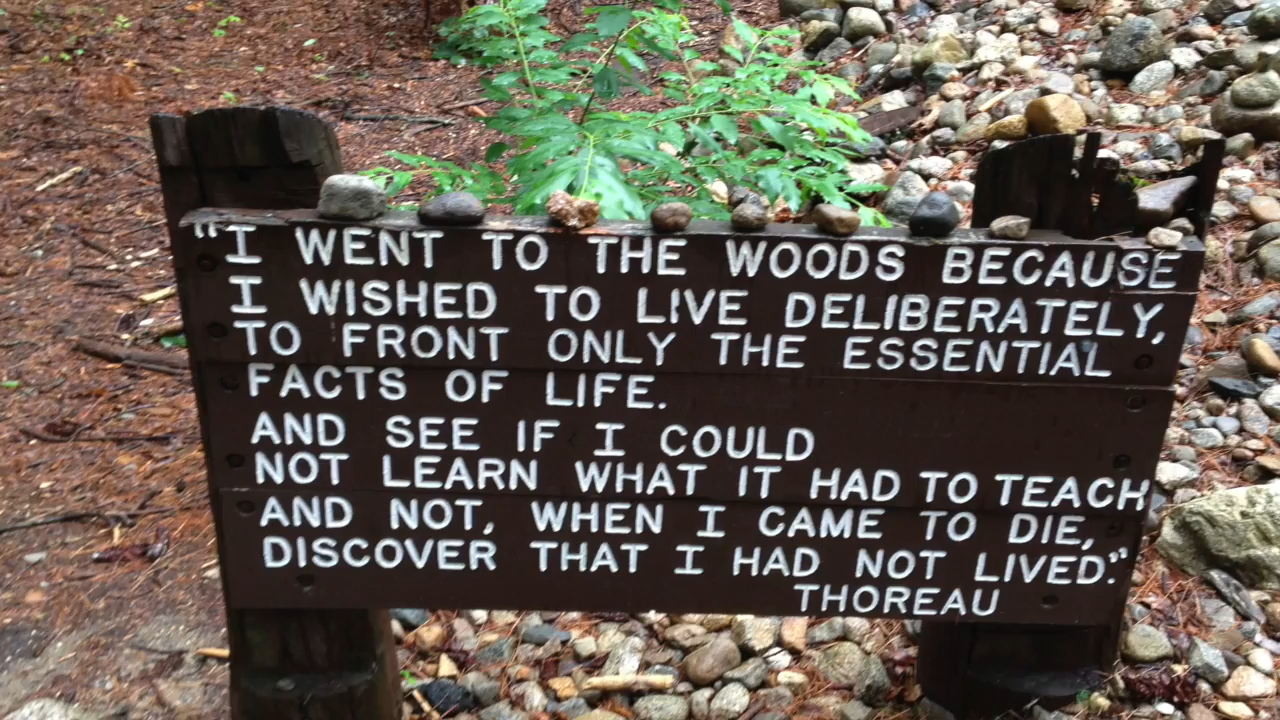 "I WENT TO THE WOODS BECAUSE
I WISHED TO LIVE DELIBERATELY,
TO FRONT ONLY THE ESSENTIAL
FACTS OF LIFE.
AND SEE IF I COULD
NOT LEARN WHAT IT HAD TO TEACH
AND NOT, WHEN I CAME TO DIE,
DISCOVER THAT I HAD NOT LIVED."
THOREAU